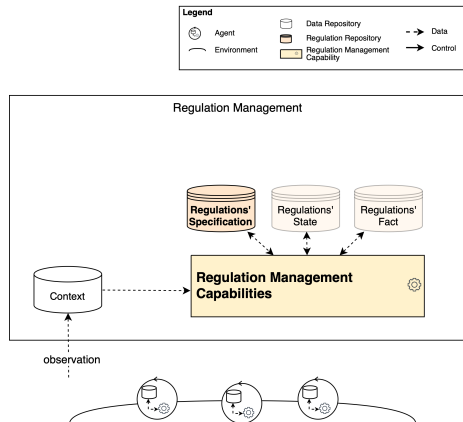 Legend
Agent
Environment
Data Repository
Regulation Repository
Regulation Management
Capability
Data
Control
Regulation Management
Regulations'
Specification
Regulations'
State
Regulations'
Fact
Regulation Management
Capabilities
Context
observation